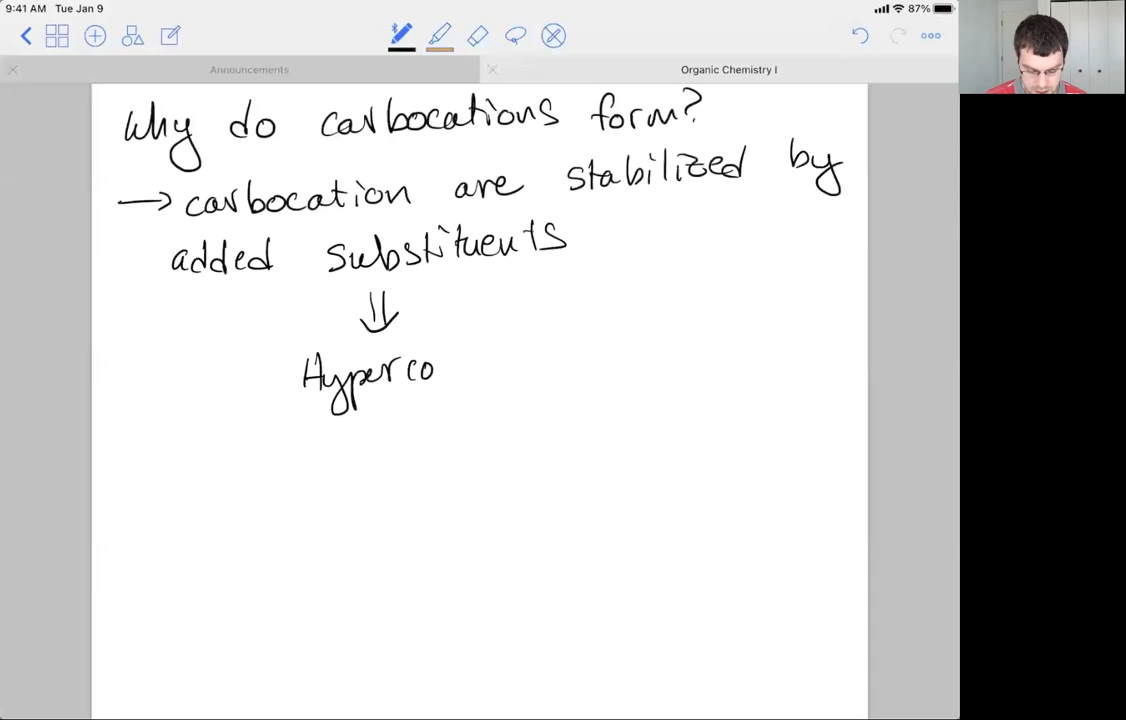 9:41 AM Tue Jan 9
87%
Announcements
Organic Chemistry I
Why do carbocations form?
→ carbocation are stabilized by
added substituents
⇓
Hyperco